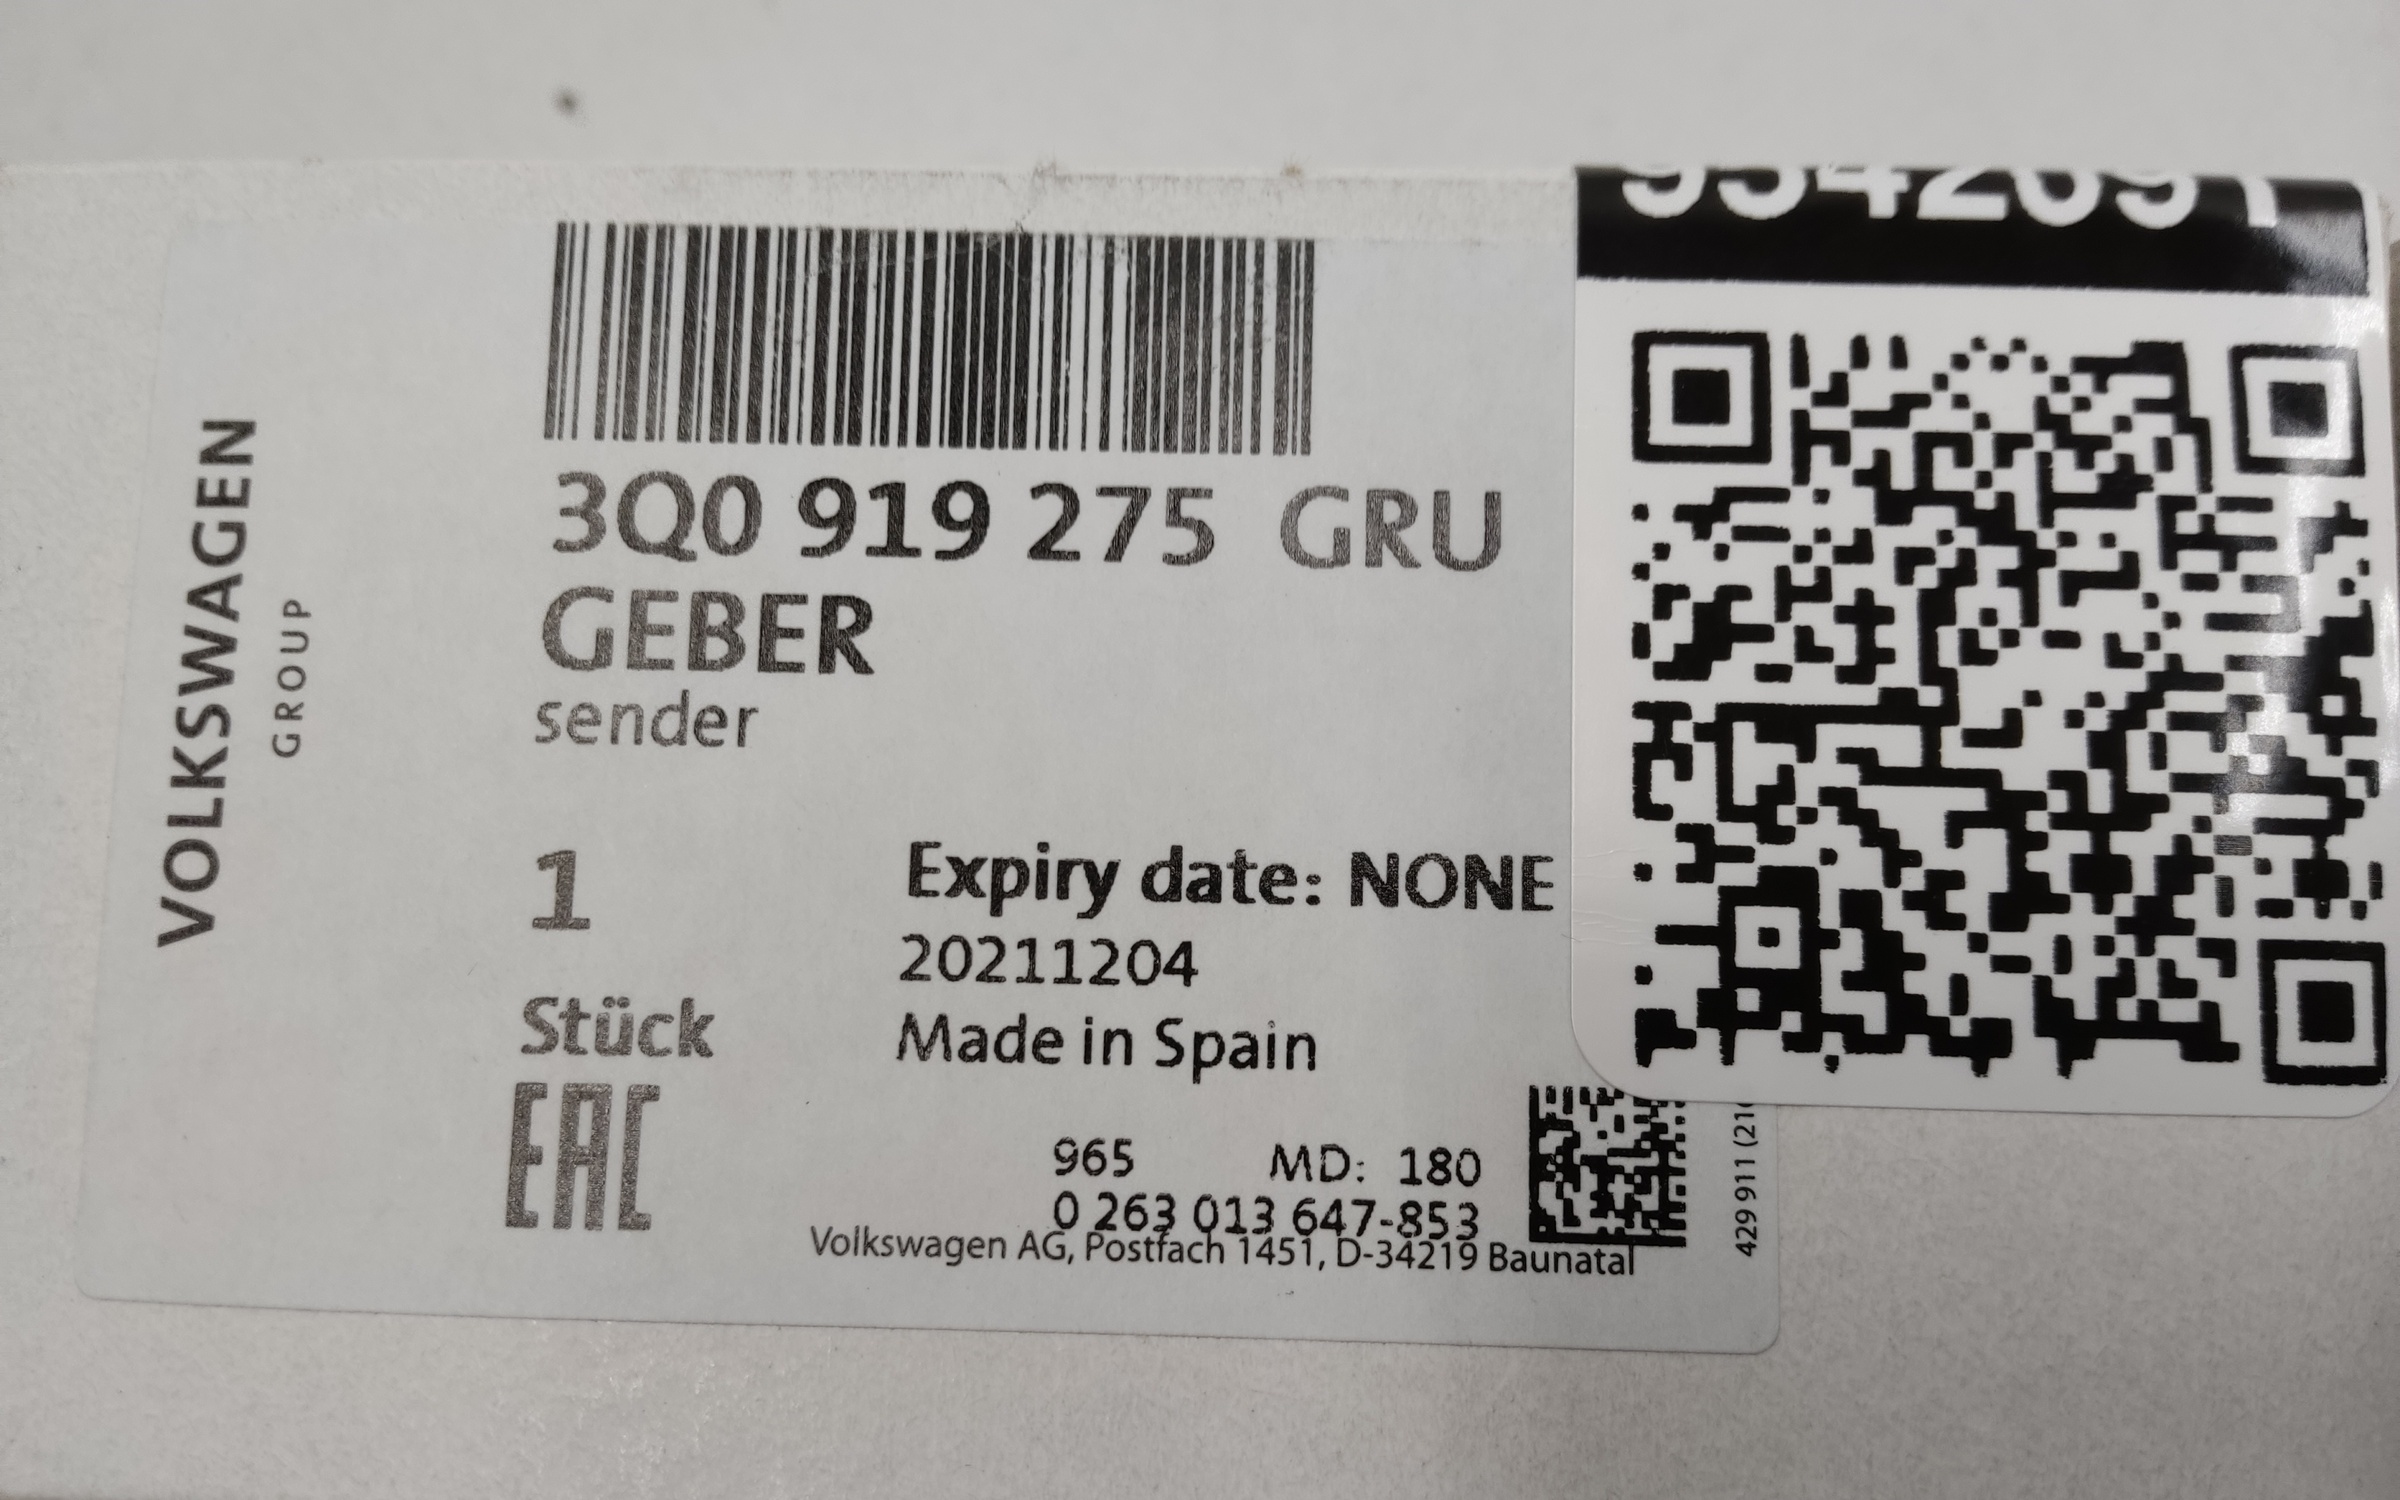 VOLKSWAGEN
GROUP
3Q0 919 275 GRU
GEBER
sender
1
Stück
EAC
Expiry date: NONE
20211204
Made in Spain
965 MD: 180
0 263 013 647-853
Volkswagen AG, Postfach 1451, D-34219 Baunatal
429 911